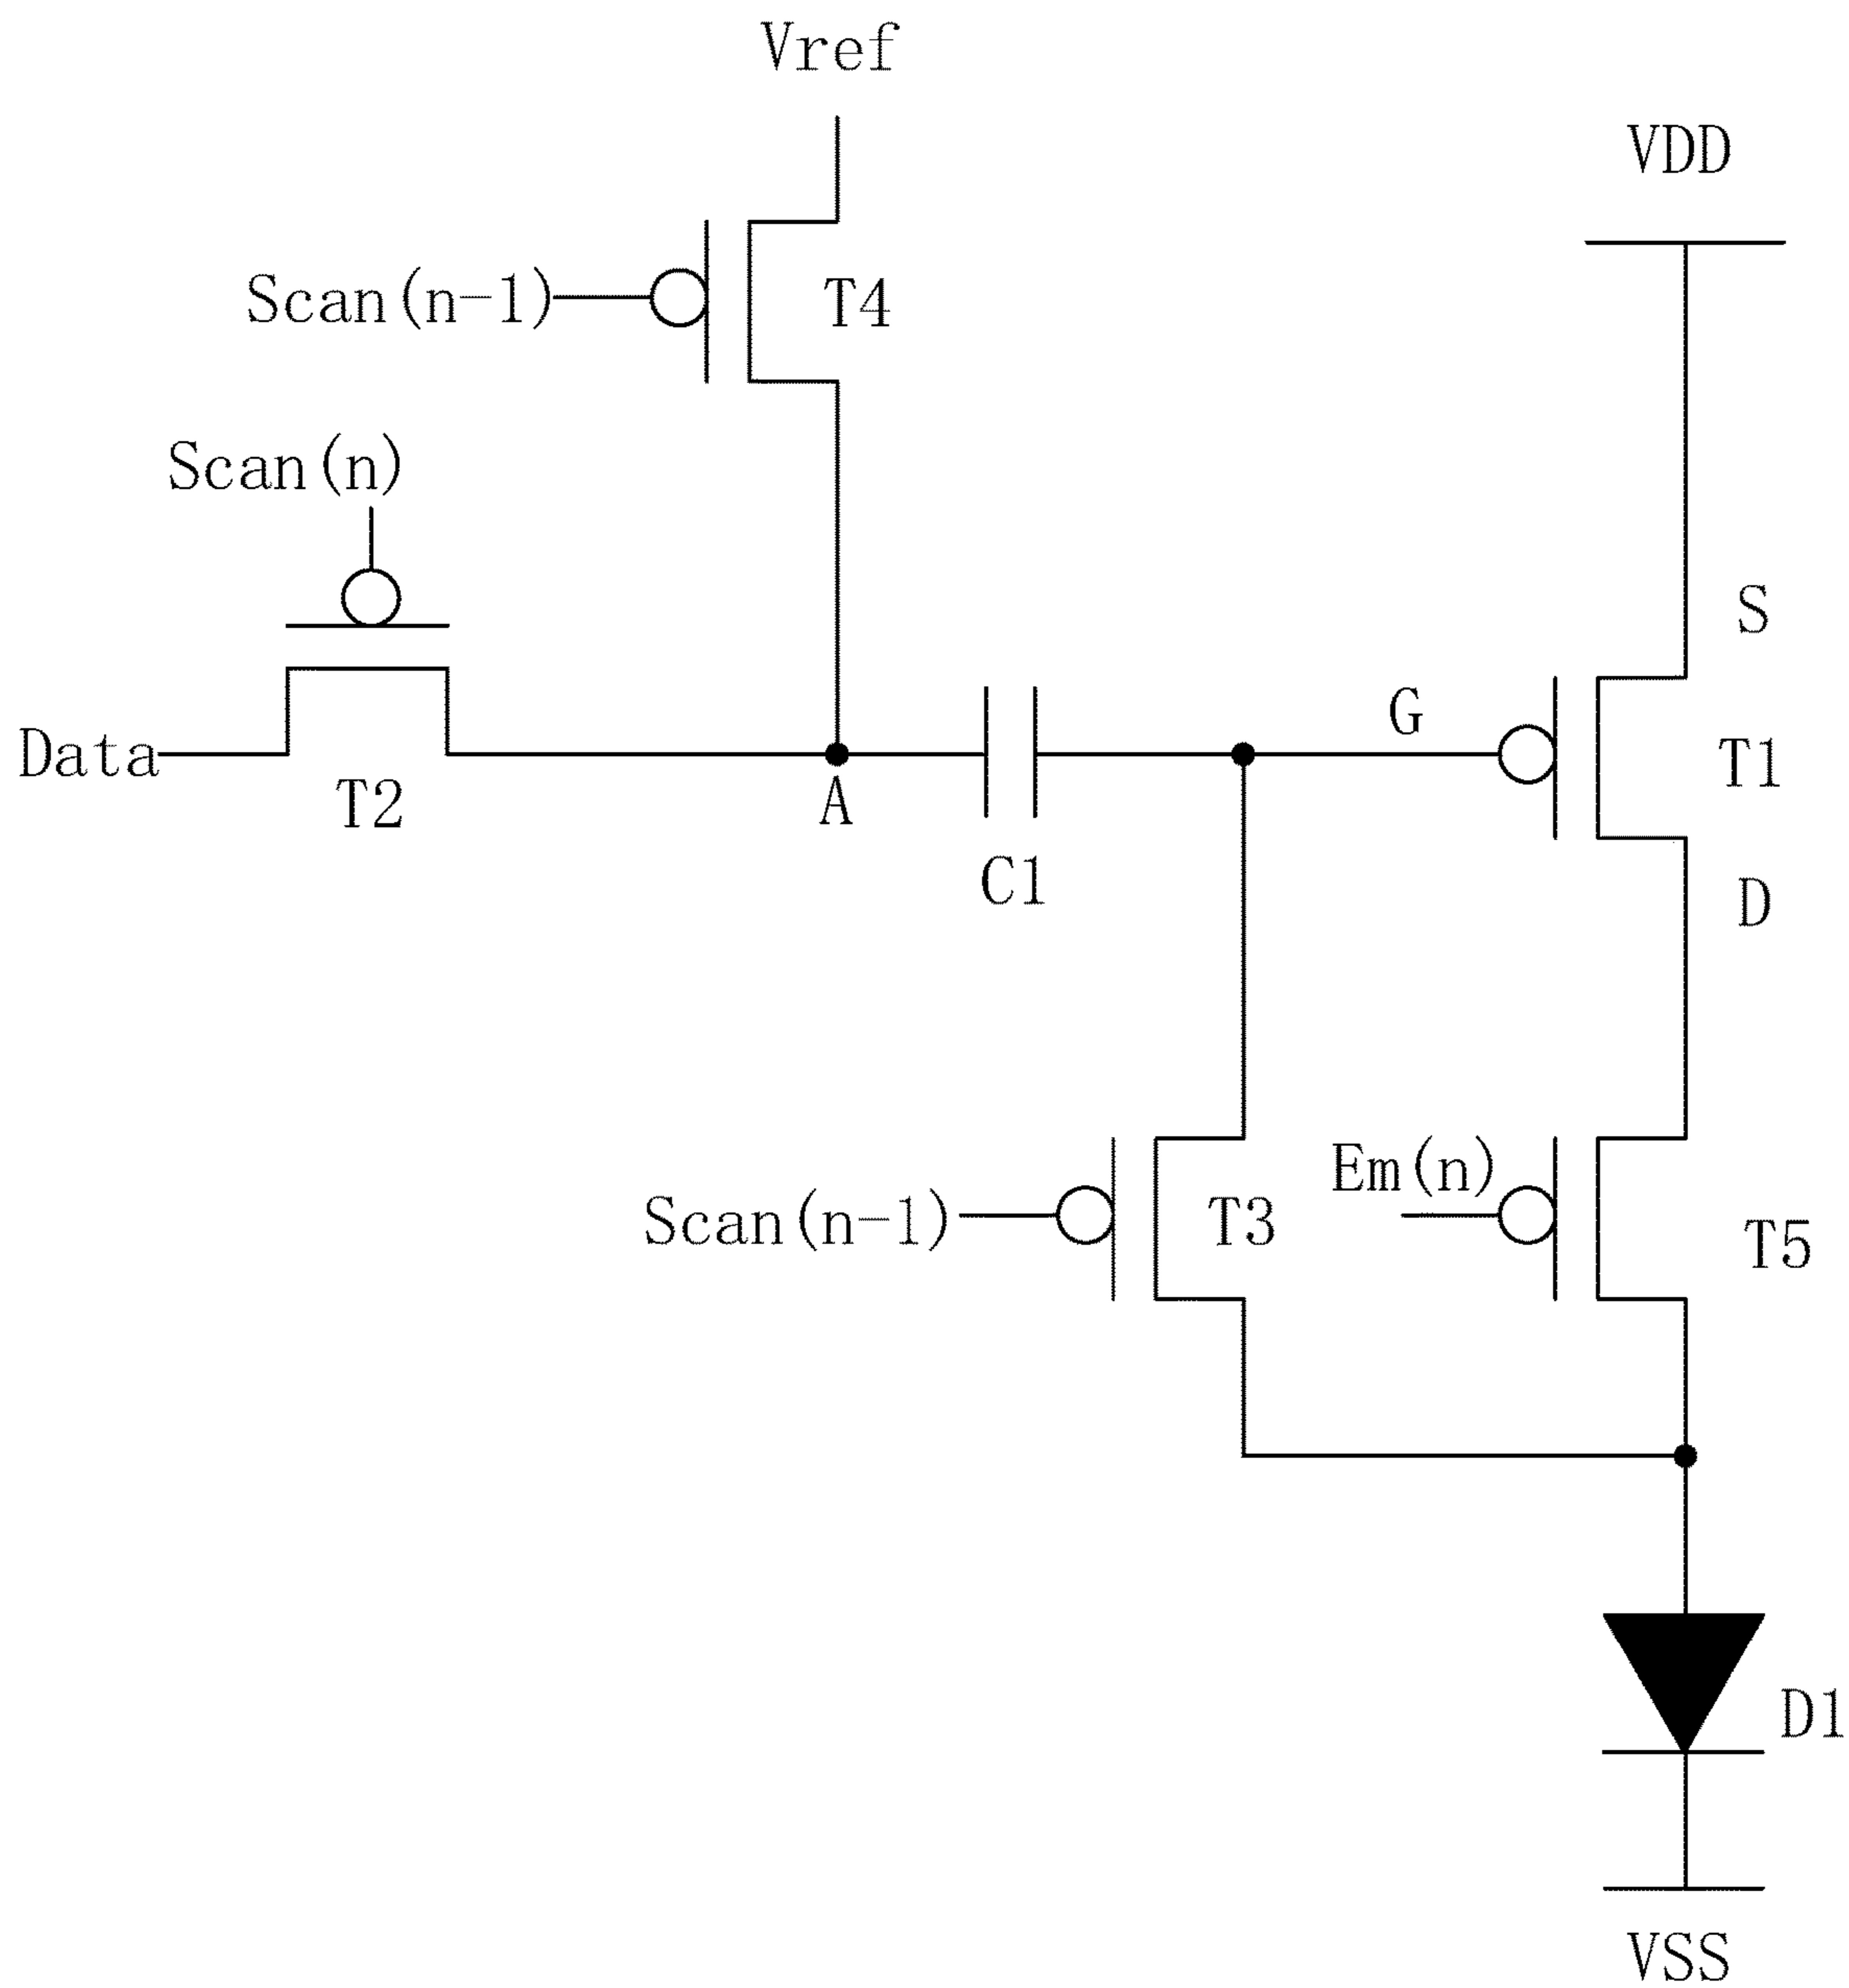 Vref
VDD
Scan(n-1)
T4
Scan(n)
S
G
T1
Data
T2
A
C1
D
Em(n)
Scan(n-1)
T3
T5
D1
VSS